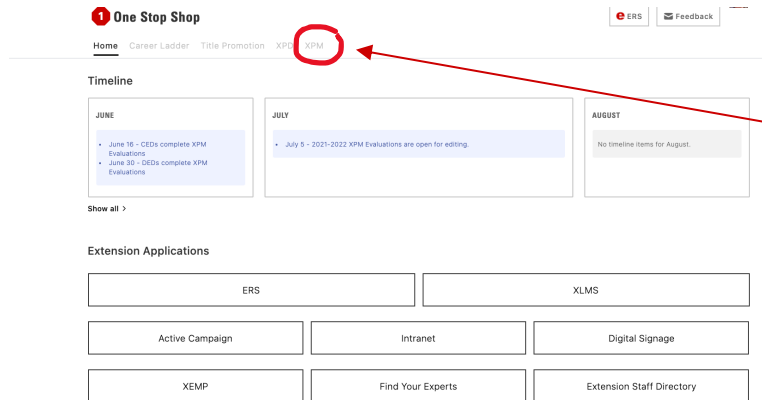 1 One Stop Shop
e ERS
Feedback
Home Career Ladder Title Promotion XPD XPM
Timeline
JUNE
• June 16 - CEDs complete XPM
Evaluations
• June 30 - DEDs complete XPM
Evaluations
JULY
• July 5 - 2021-2022 XPM Evaluations are open for editing.
AUGUST
No timeline items for August.
Show all >
Extension Applications
ERS
XLMS
Active Campaign
Intranet
Digital Signage
XEMP
Find Your Experts
Extension Staff Directory